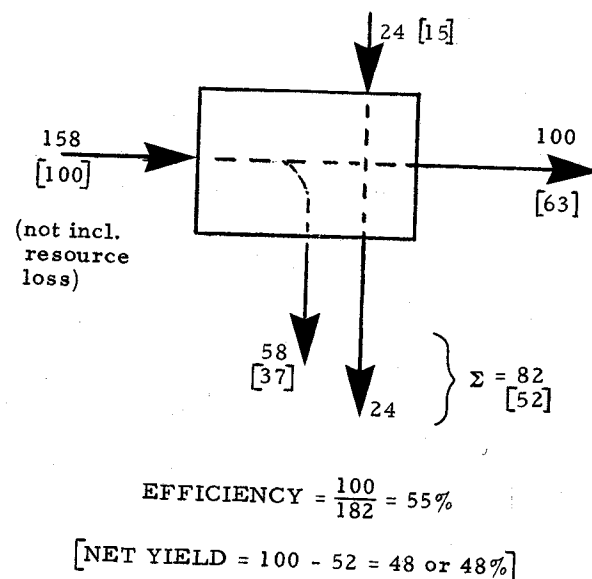 24 [15]
158
[100]
100
[63]
(not incl.
resource
loss)
58
[37]
24
Σ = 82
[52]
EFFICIENCY = 100/182 = 55%
[NET YIELD = 100 - 52 = 48 or 48%]